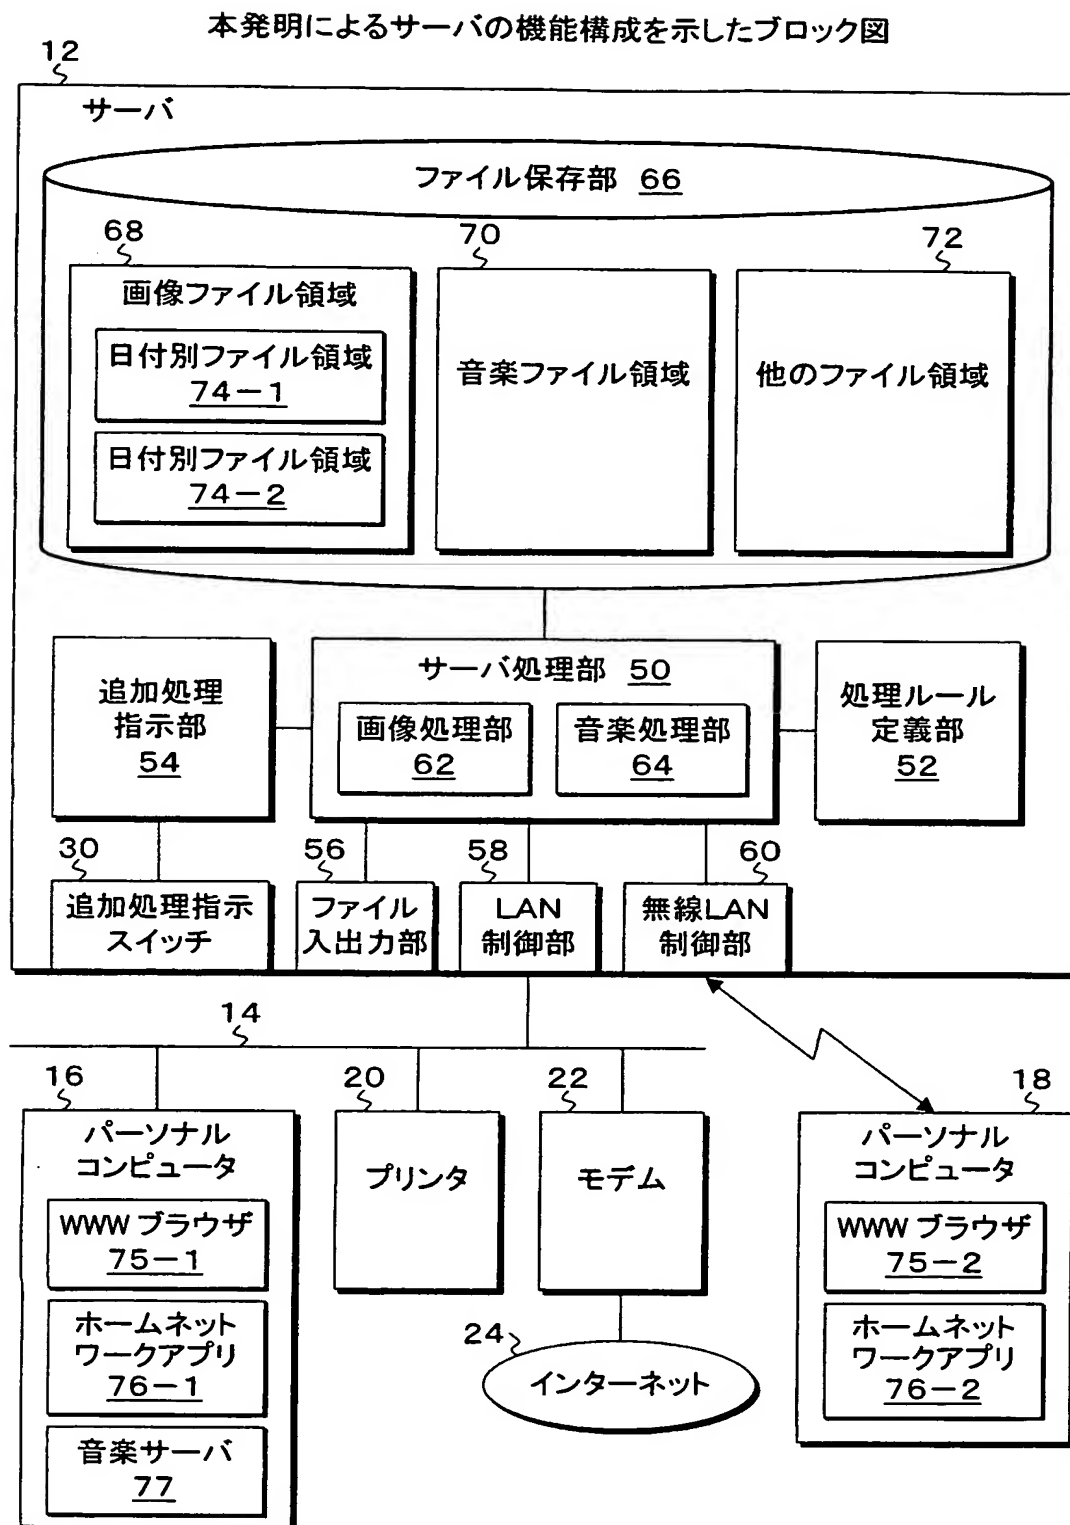 本発明によるサーバの機能構成を示したブロック図
12
サーバ
ファイル保存部 66
68
70
72
画像ファイル領域
日付別ファイル領域
74-1
日付別ファイル領域
74-2
音楽ファイル領域
他のファイル領域
追加処理
指示部
54
サーバ処理部 50
画像処理部
62
音楽処理部
64
処理ルール
定義部
52
30
56
58
60
追加処理指示
スイッチ
ファイル
入出力部
LAN
制御部
無線LAN
制御部
14
16
20
22
18
パーソナル
コンピュータ
WWW ブラウザ
75-1
ホームネット
ワークアプリ
76-1
音楽サーバ
77
プリンタ
モデム
24
インターネット
パーソナル
コンピュータ
WWW ブラウザ
75-2
ホームネット
ワークアプリ
76-2